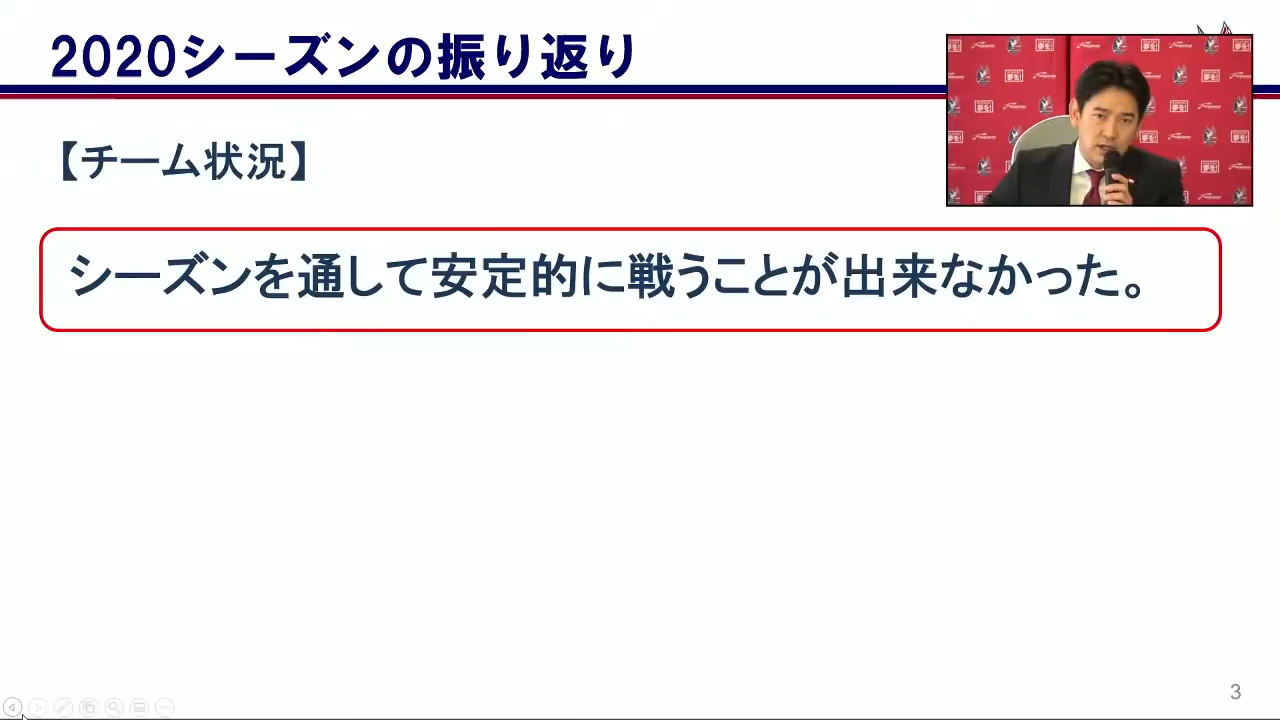 2020シーズンの振り返り
【チーム状況】
シーズンを通して安定的に戦うことが出来なかった。
3